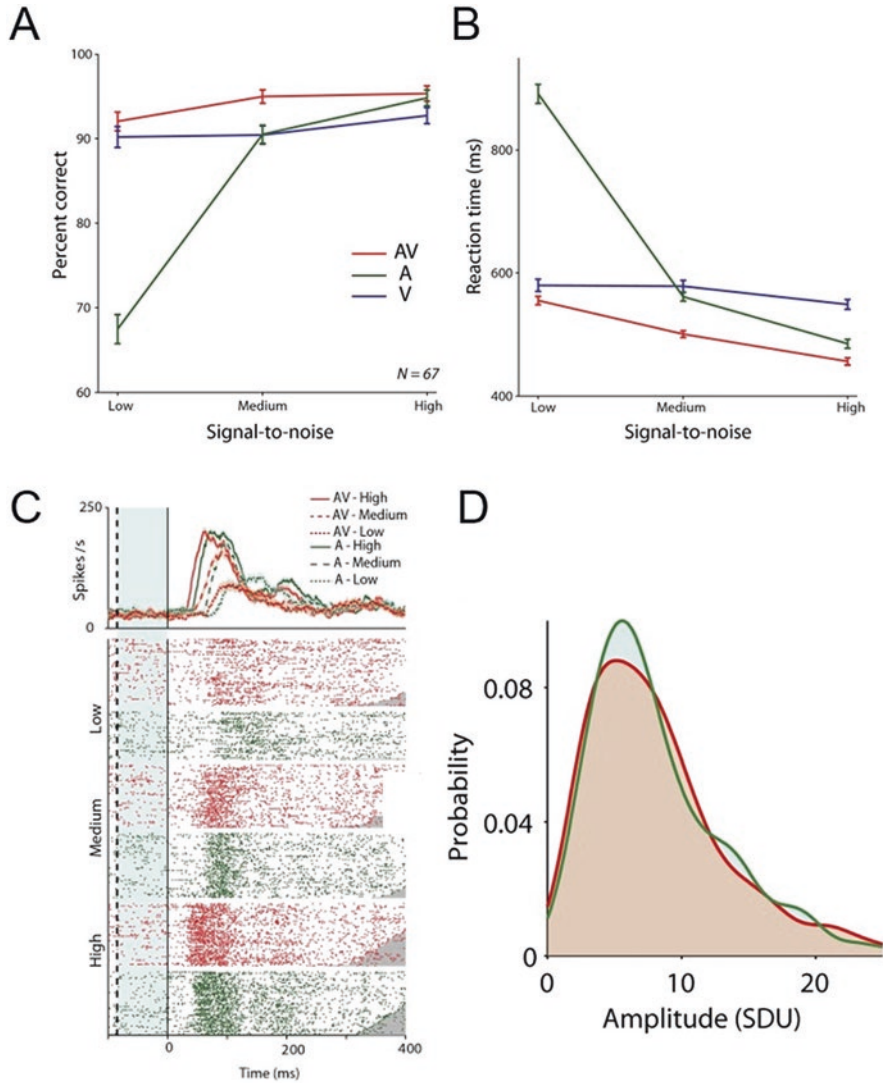 A
100
90
80
70
60
Percent correct
AV
A
V
N = 67
Low
Medium
High
Signal-to-noise
B
800
600
400
Reaction time (ms)
Low
Medium
High
Signal-to-noise
C
250
0
Spikes /s
AV - High
AV - Medium
AV - Low
A - High
A - Medium
A - Low
Low
Medium
High
0
200
400
Time (ms)
D
0.08
0.04
0
Probability
0
10
20
Amplitude (SDU)